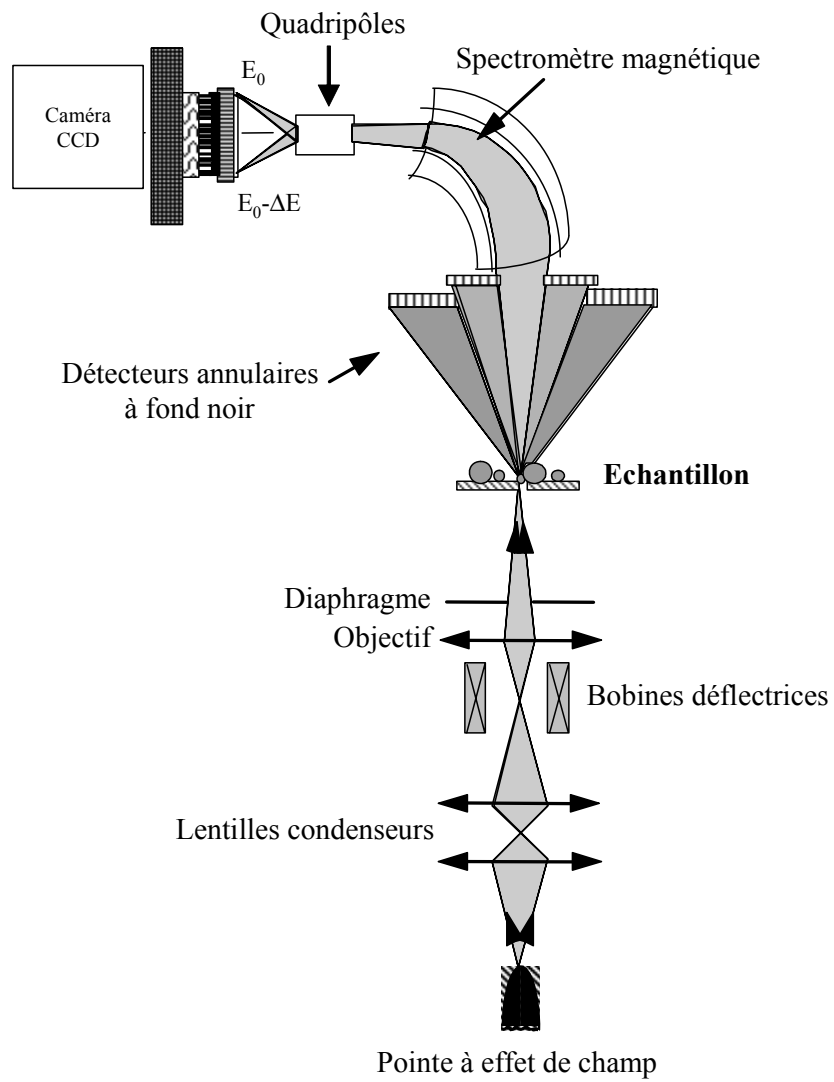 Quadripôles
Spectromètre magnétique
E₀
Caméra
CCD
E₀-ΔE
Détecteurs annulaires
à fond noir
Echantillon
Diaphragme
Objectif
Bobines déflectrices
Lentilles condenseurs
Pointe à effet de champ